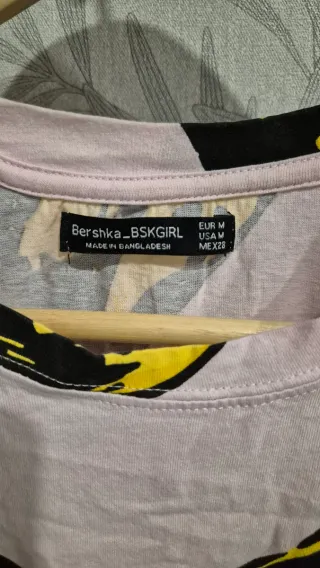 Bershka_BSKGIRL
MADE IN BANGLADESH
EUR M
USA M
MEX28